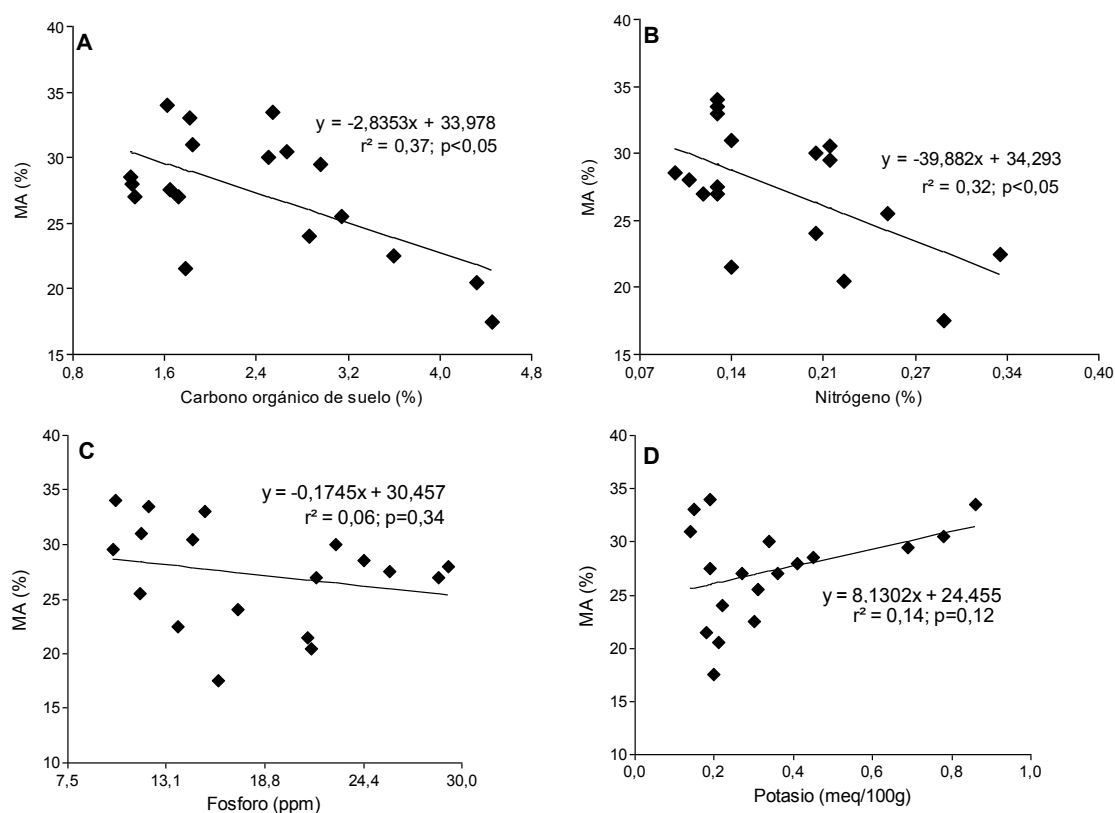 A
MA (%)
40
35
30
25
20
15
y = -2,8353x + 33,978
r² = 0,37; p<0,05
0,8 1,6 2,4 3,2 4,0 4,8
Carbono orgánico de suelo (%)
B
MA (%)
40
35
30
25
20
15
y = -39,882x + 34,293
r² = 0,32; p<0,05
0,07 0,14 0,21 0,27 0,34 0,40
Nitrógeno (%)
C
MA (%)
40
35
30
25
20
15
10
y = -0,1745x + 30,457
r² = 0,06; p=0,34
7,5 13,1 18,8 24,4 30,0
Fosforo (ppm)
D
MA (%)
40
35
30
25
20
15
10
y = 8,1302x + 24,455
r² = 0,14; p=0,12
0,0 0,2 0,4 0,6 0,8 1,0
Potasio (meq/100g)